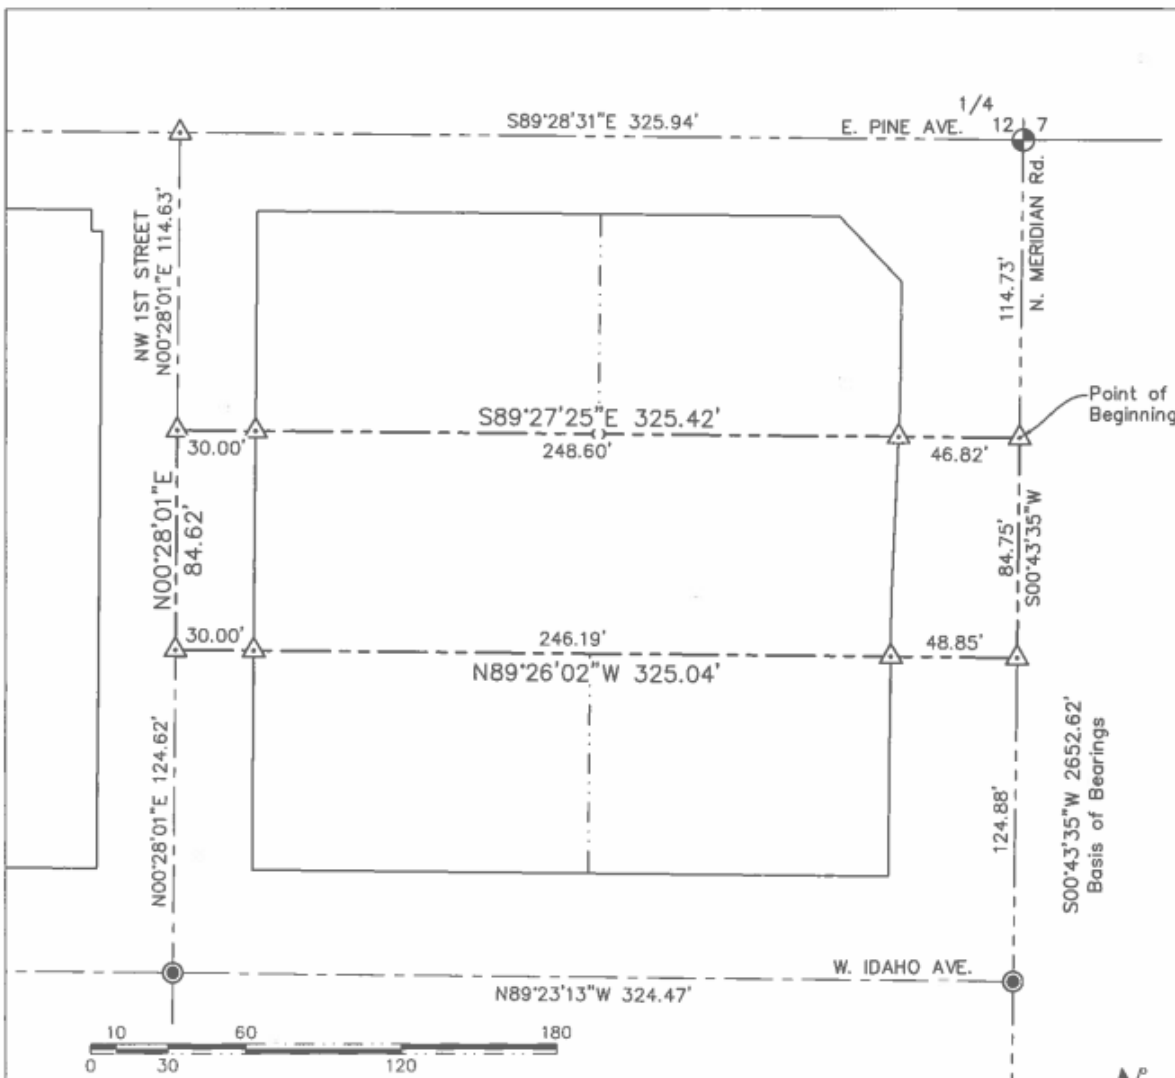 1/4
S89°28'31"E 325.94'
E. PINE AVE.
12 7
NW 1ST STREET
N00°28'01"E 114.63'
N. MERIDIAN Rd.
114.73'
Point of
Beginning
S89°27'25"E 325.42'
30.00'
248.60'
46.82'
N00°28'01"E
84.62'
84.75'
S00°43'35"W
30.00'
246.19'
48.85'
N89°26'02"W 325.04'
N00°28'01"E 124.62'
124.88'
S00°43'35"W 2652.62'
Basis of Bearings
W. IDAHO AVE.
N89°23'13"W 324.47'
10 60 180
0 30 120